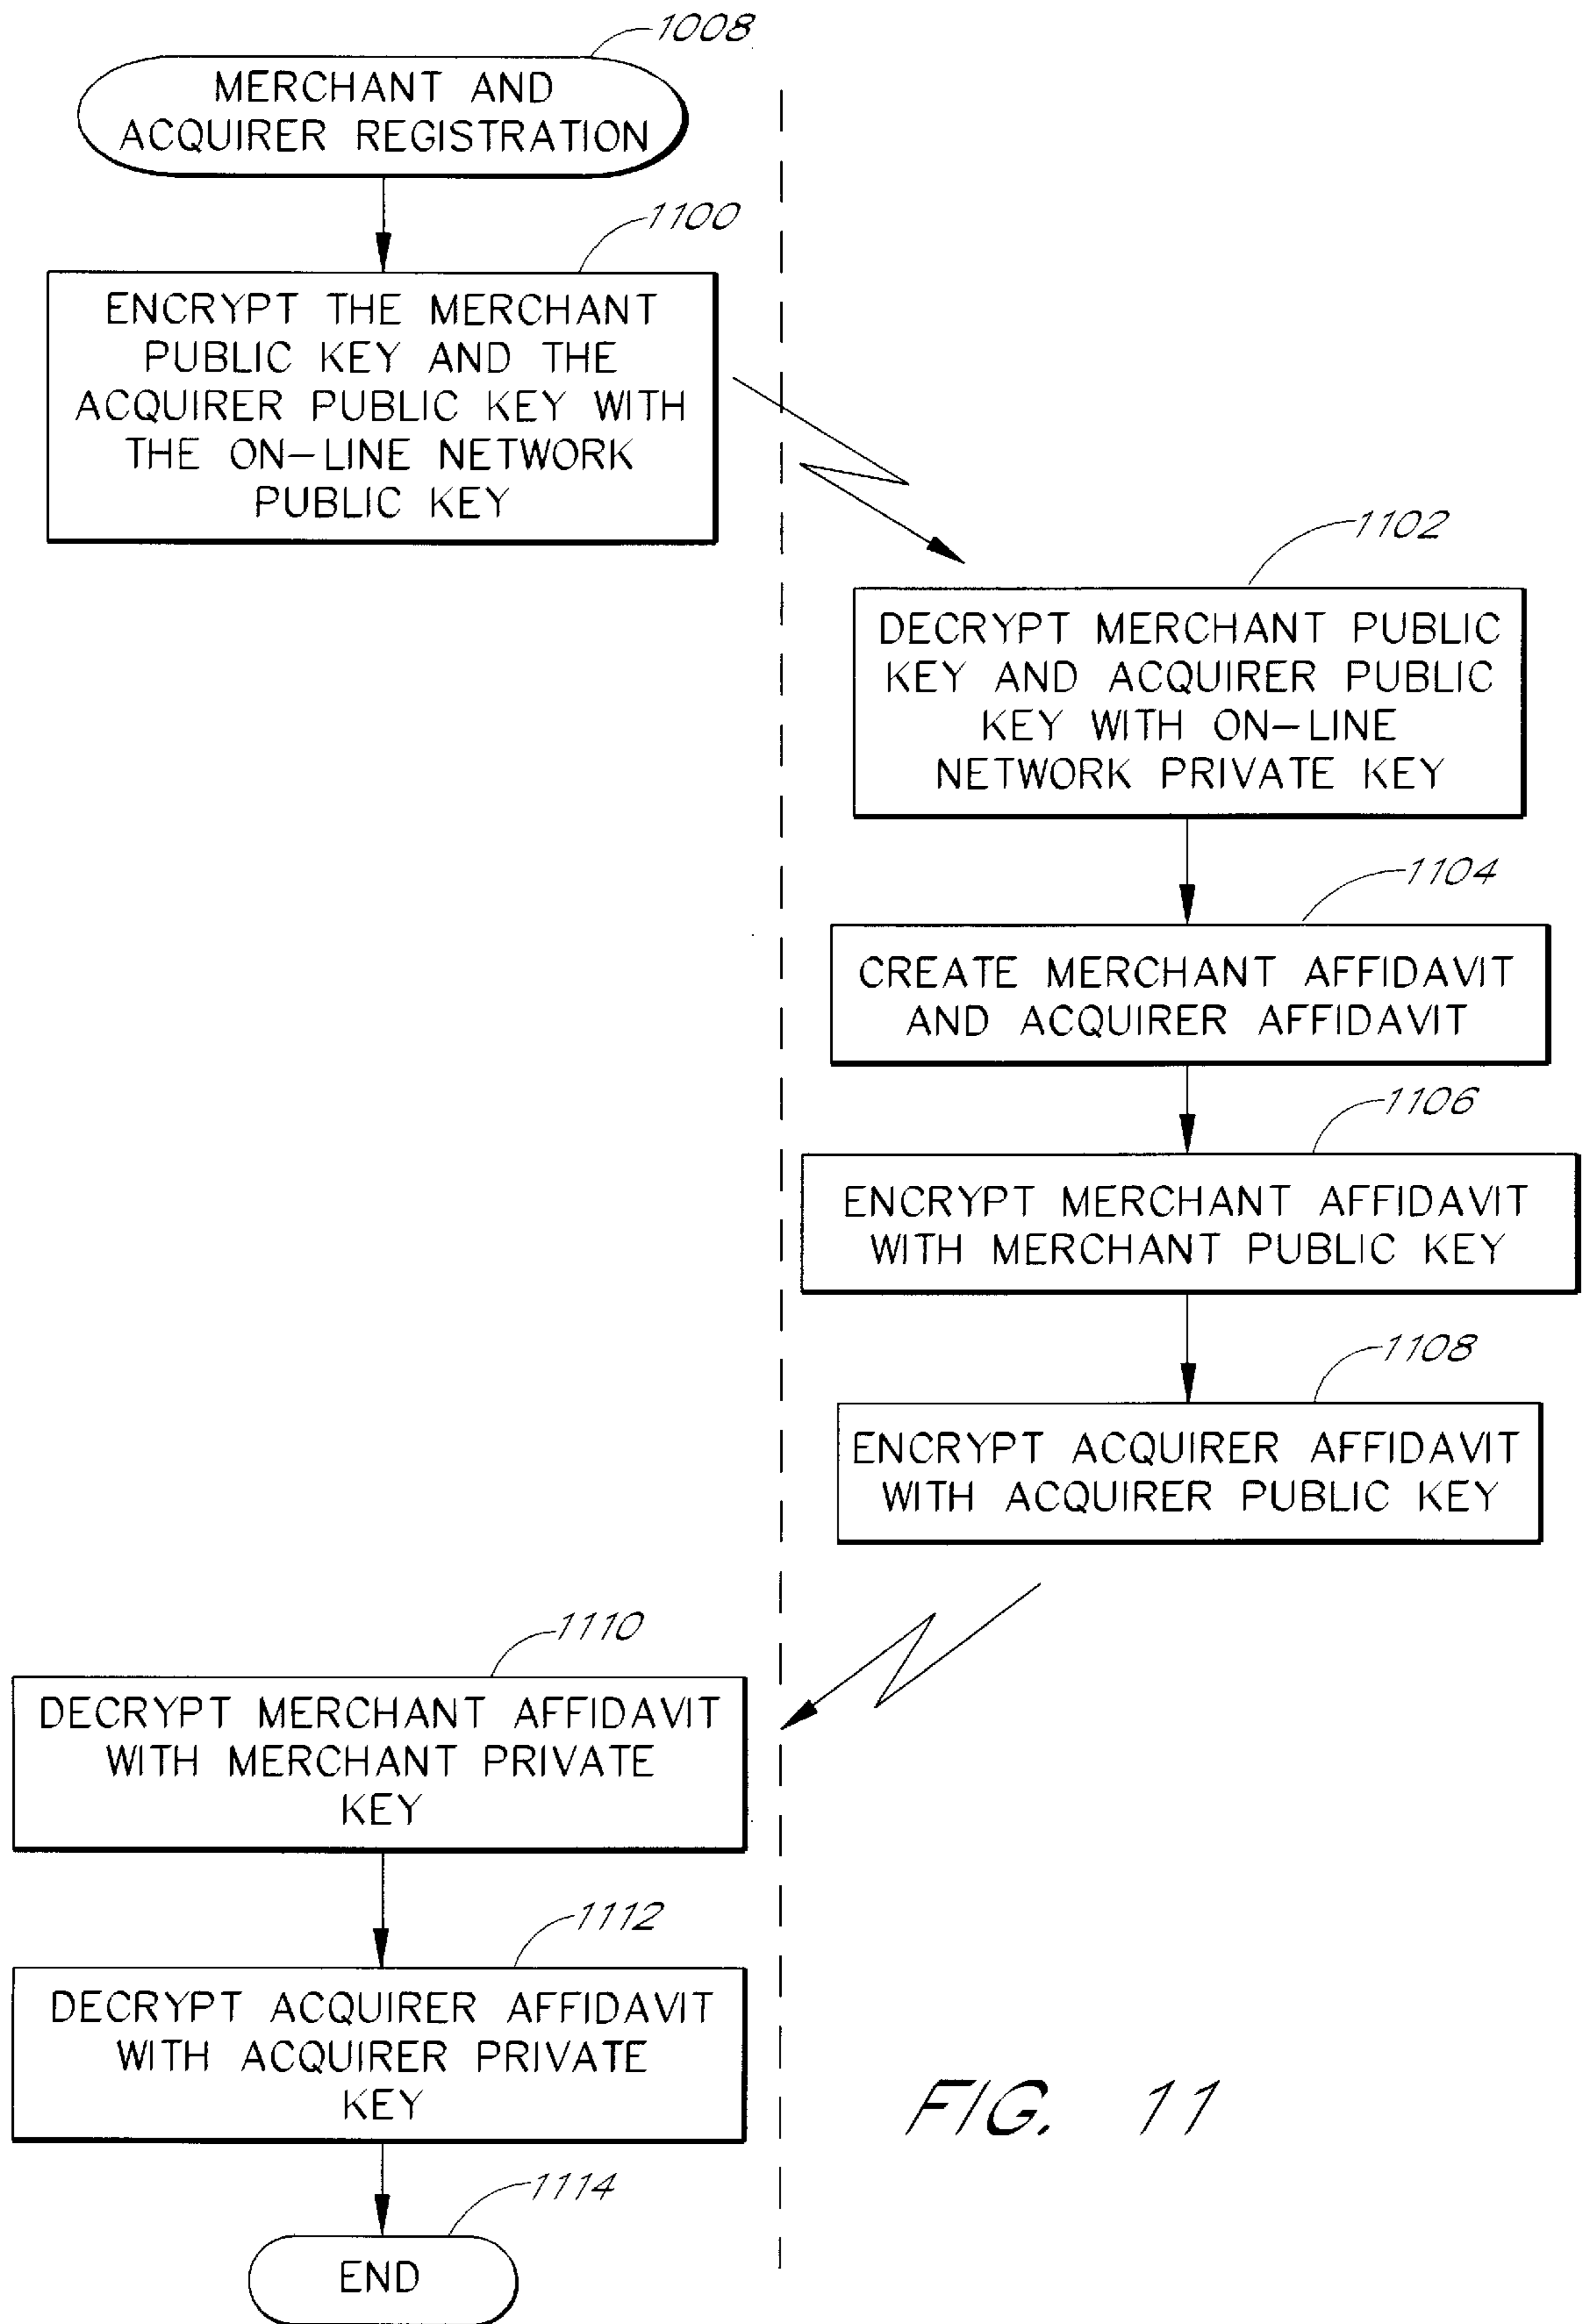 1008
MERCHANT AND
ACQUIRER REGISTRATION
1100
ENCRYPT THE MERCHANT
PUBLIC KEY AND THE
ACQUIRER PUBLIC KEY WITH
THE ON-LINE NETWORK
PUBLIC KEY
1102
DECRYPT MERCHANT PUBLIC
KEY AND ACQUIRER PUBLIC
KEY WITH ON-LINE
NETWORK PRIVATE KEY
1104
CREATE MERCHANT AFFIDAVIT
AND ACQUIRER AFFIDAVIT
1106
ENCRYPT MERCHANT AFFIDAVIT
WITH MERCHANT PUBLIC KEY
1108
ENCRYPT ACQUIRER AFFIDAVIT
WITH ACQUIRER PUBLIC KEY
1110
DECRYPT MERCHANT AFFIDAVIT
WITH MERCHANT PRIVATE
KEY
1112
DECRYPT ACQUIRER AFFIDAVIT
WITH ACQUIRER PRIVATE
KEY
1114
END
FIG. 11